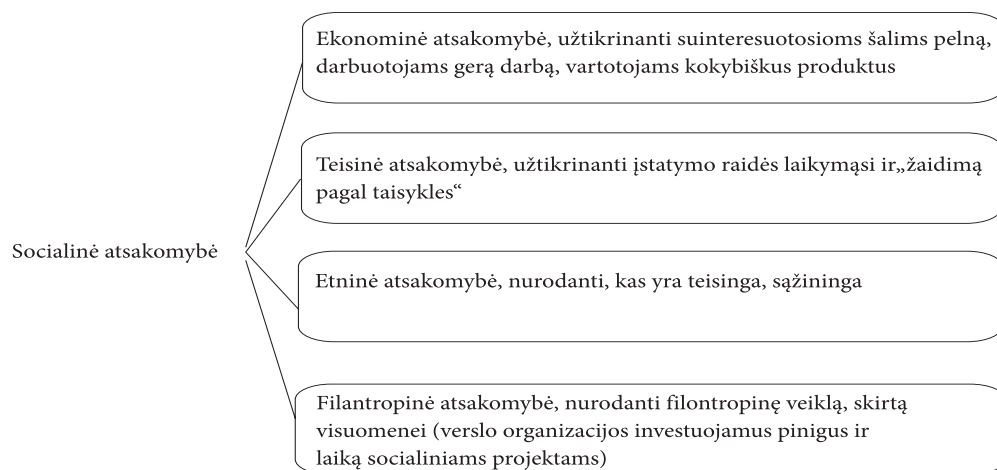 Ekonominė atsakomybė, užtikrinanti suinteresuotosioms šalims pelną,
darbuotojams gerą darbą, vartotojams kokybiškus produktus
Teisinė atsakomybė, užtikrinanti įstatymo raidės laikymąsi ir„žaidimą
pagal taisykles“
Socialinė atsakomybė
Etninė atsakomybė, nurodanti, kas yra teisinga, sąžininga
Filantropinė atsakomybė, nurodanti filontropinę veiklą, skirtą
visuomenei (verslo organizacijos investuojamus pinigus ir
laiką socialiniams projektams)